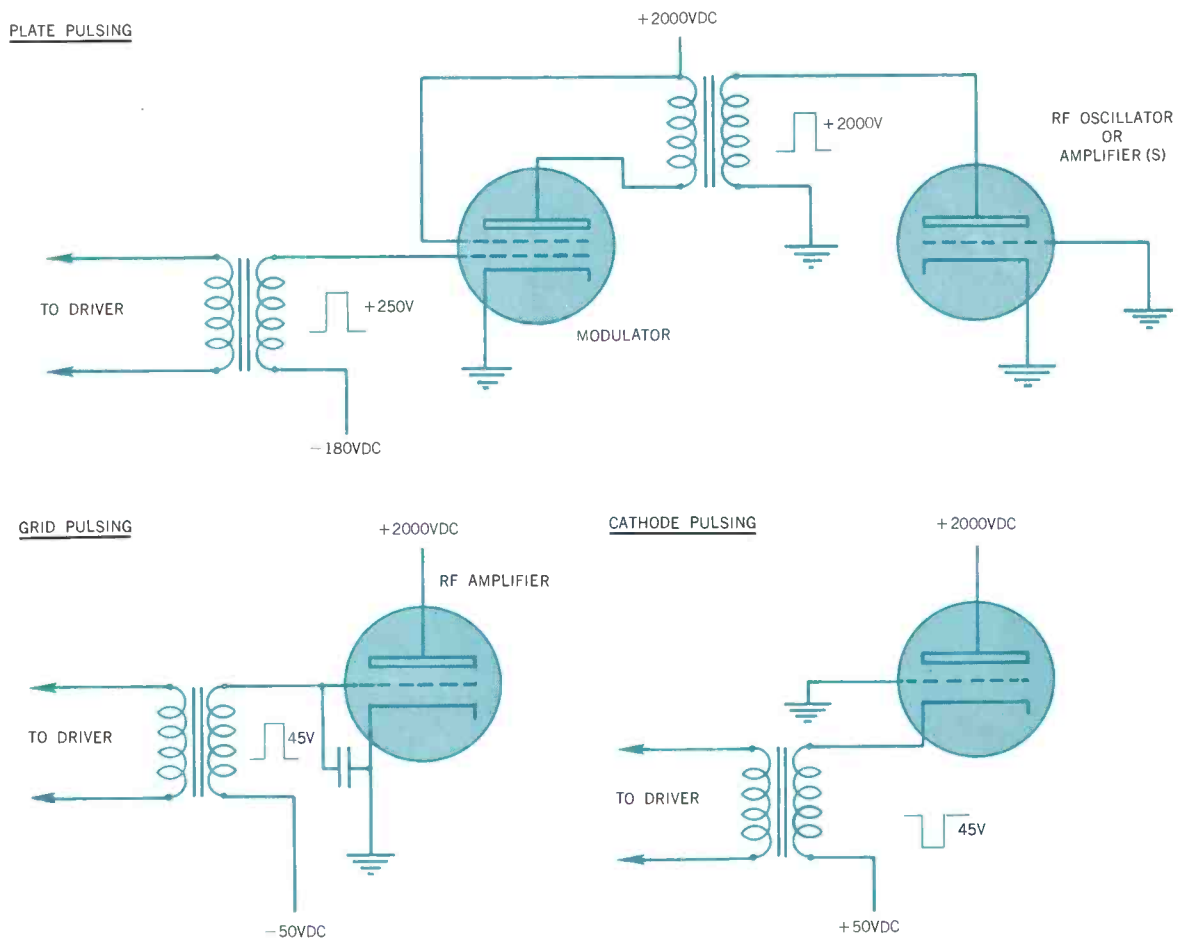 PLATE PULSING
+2000VDC
+2000V
RF OSCILLATOR
OR
AMPLIFIER(S)
TO DRIVER
+250V
MODULATOR
-180VDC
GRID PULSING
+2000VDC
RF AMPLIFIER
TO DRIVER
45V
-50VDC
CATHODE PULSING
+2000VDC
TO DRIVER
45V
+50VDC